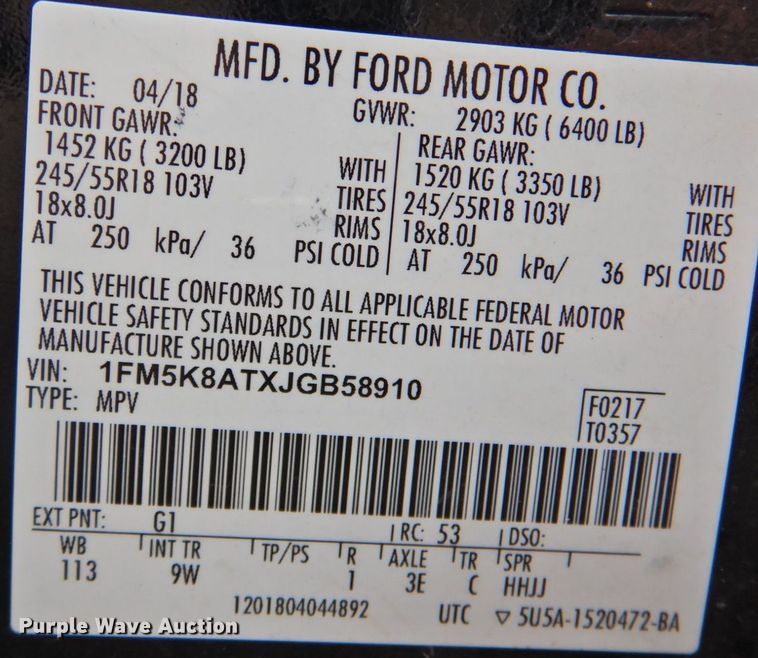 MFD. BY FORD MOTOR CO.
DATE: 04/18 GVWR: 2903 KG ( 6400 LB)
FRONT GAWR:
1452 KG ( 3200 LB) WITH
245/55R18 103V TIRES
18x8.0J RIMS
AT 250 kPa/ 36 PSI COLD
REAR GAWR:
1520 KG ( 3350 LB) WITH
245/55R18 103V TIRES
18x8.0J RIMS
AT 250 kPa/ 36 PSI COLD
THIS VEHICLE CONFORMS TO ALL APPLICABLE FEDERAL MOTOR
VEHICLE SAFETY STANDARDS IN EFFECT ON THE DATE OF
MANUFACTURE SHOWN ABOVE.
VIN: 1FM5K8ATXJGB58910
TYPE: MPV
F0217
T0357
EXT PNT: G1 RC: 53 DSO:
WB INT TR TP/PS R AXLE TR SPR
113 9W 1 3E C HHJJ
1201804044892 UTC ▽ 5U5A-1520472-BA
Purple Wave Auction